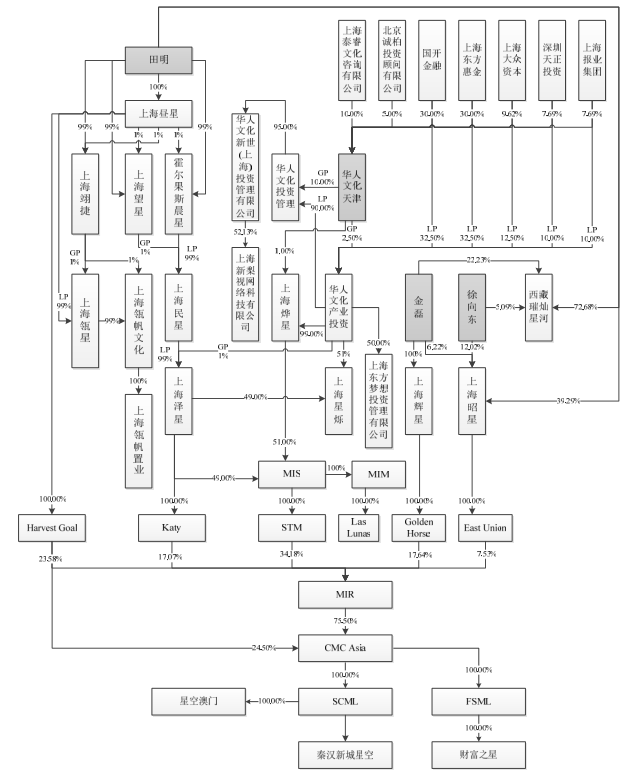 田明
上海泰睿文化咨询有限公司
北京诚柏投资顾问有限公司
国开金融
上海东方惠金
上海大众资本
深圳天正投资
上海报业集团
100%
99%
99%
上海昼星
99%
1%
1%
1%
99%
95.00%
10.00%
5.00%
30.00%
30.00%
9.62%
7.69%
7.69%
上海翊捷
上海望星
霍尔果斯晨星
华人文化新世(上海)投资管理有限公司
华人文化投资管理
华人文化天津
GP
10.00%
LP
90.00%
GP
1%
1%
GP
1%
LP
99%
52.13%
GP
2.50%
LP
32.50%
LP
32.50%
LP
12.50%
LP
10.00%
LP
10.00%
LP
99%
上海瓴星
99%
上海瓴帆文化
上海民星
上海新梨视网络科技有限公司
1.00%
上海烨星
99.00%
华人文化产业投资
22.23%
金磊
徐向东
5.09%
西藏璀灿星河
72.68%
50.00%
LP
99%
GP
1%
51%
100%
6.22%
12.02%
100%
上海泽星
49.00%
上海星烁
上海东方梦想投资管理有限公司
上海辉星
上海昭星
39.29%
上海瓴帆置业
51.00%
49.00%
MIS
100%
MIM
100.00%
100.00%
100.00%
100.00%
100.00%
100.00%
Harvest Goal
Katy
STM
Las Lunas
Golden Horse
East Union
23.58%
17.07%
34.18%
17.64%
7.53%
MIR
75.50%
24.50%
CMC Asia
100.00%
100.00%
星空澳门
100.00%
SCML
FSML
100.00%
秦汉新城星空
财富之星